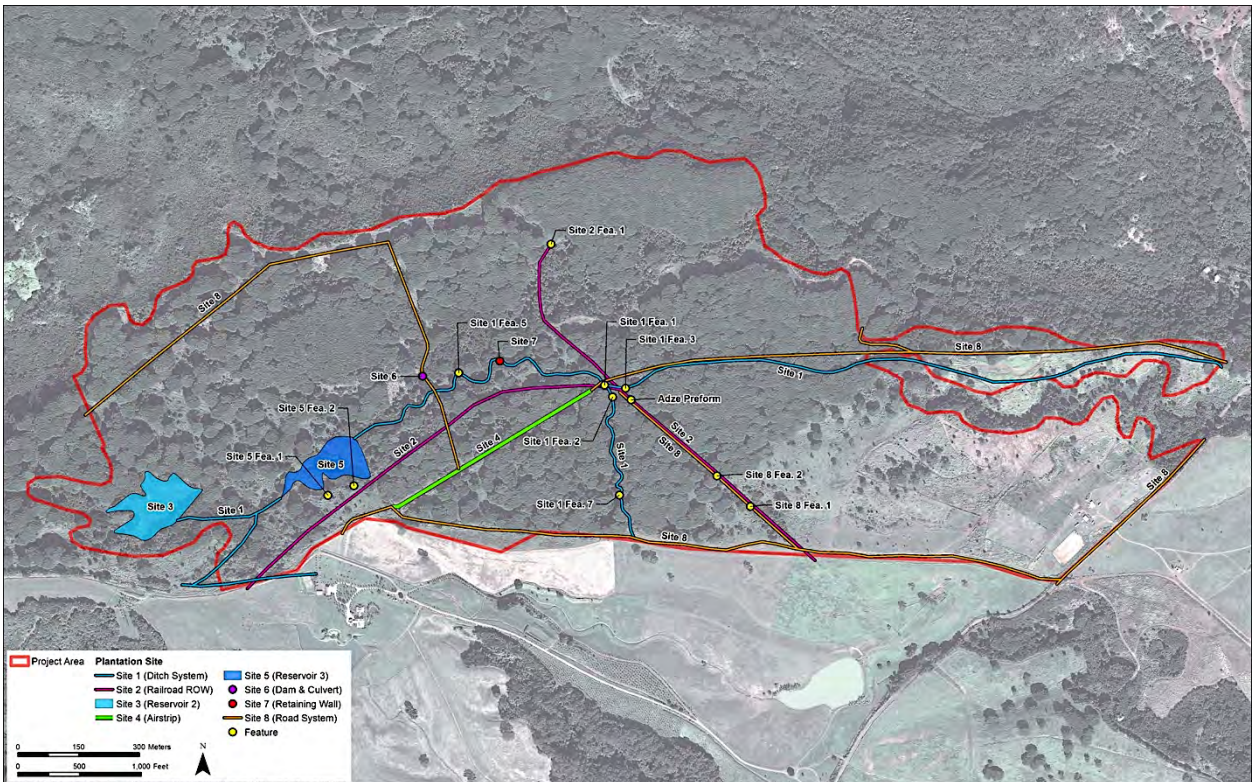 Site 2 Fea. 1
Site 8
Site 1 Fea. 1
Site 1 Fea. 5
Site 7
Site 1 Fea. 3
Site 8
Site 1
Site 6
Adze Preform
Site 5 Fea. 2
Site 2
Site 4
Site 1 Fea. 2
Site 2
Site 8
Site 5 Fea. 1
Site 5
Site 1
Site 8 Fea. 2
Site 8
Site 3
Site 1
Site 1 Fea. 7
Site 8 Fea. 1
Site 8
Project Area
Plantation Site
Site 1 (Ditch System)
Site 2 (Railroad ROW)
Site 3 (Reservoir 2)
Site 4 (Airstrip)
Site 5 (Reservoir 3)
Site 6 (Dam & Culvert)
Site 7 (Retaining Wall)
Site 8 (Road System)
Feature
0 150 300 Meters
0 500 1,000 Feet
N